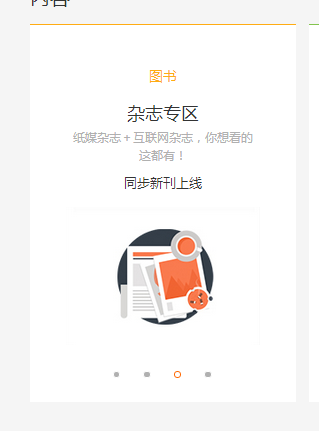 内容
图书
杂志专区
纸媒杂志 + 互联网杂志，你想看的
这都有！
同步新刊上线